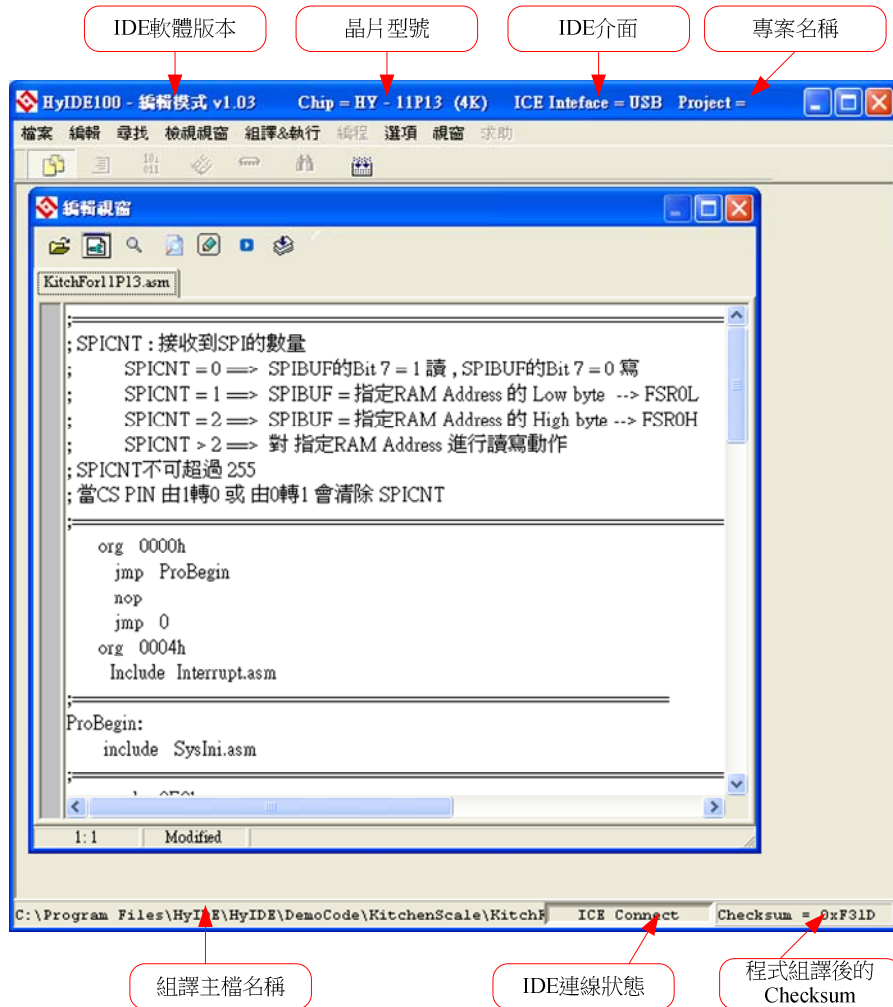 IDE軟體版本
晶片型號
IDE介面
專案名稱
HyIDE100 - 編輯模式 v1.03 Chip = HY - 11P13 (4K) ICE Inteface = USB Project =
檔案 編輯 尋找 檢視視窗 組譯&執行 編程 選項 視窗 求助
編輯視窗
KitchFor11P13.asm
;
; SPICNT : 接收到SPI的數量
; SPICNT = 0 ==> SPIBUF的Bit 7 = 1 讀 , SPIBUF的Bit 7 = 0 寫
; SPICNT = 1 ==> SPIBUF = 指定RAM Address 的 Low byte --> FSR0L
; SPICNT = 2 ==> SPIBUF = 指定RAM Address 的 High byte --> FSR0H
; SPICNT > 2 ==> 對 指定RAM Address 進行讀寫動作
; SPICNT不可超過 255
; 當CS PIN 由1轉0 或 由0轉1 會清除 SPICNT
;
org 0000h
jmp ProBegin
nop
jmp 0
org 0004h
Include Interrupt.asm
;
ProBegin:
include SysIni.asm
;
1: 1 Modified
C:\Program Files\HyIDE\HyIDE\DemoCode\KitchenScale\KitchF ICE Connect Checksum = 0xF31D
組譯主檔名稱
IDE連線狀態
程式組譯後的
Checksum